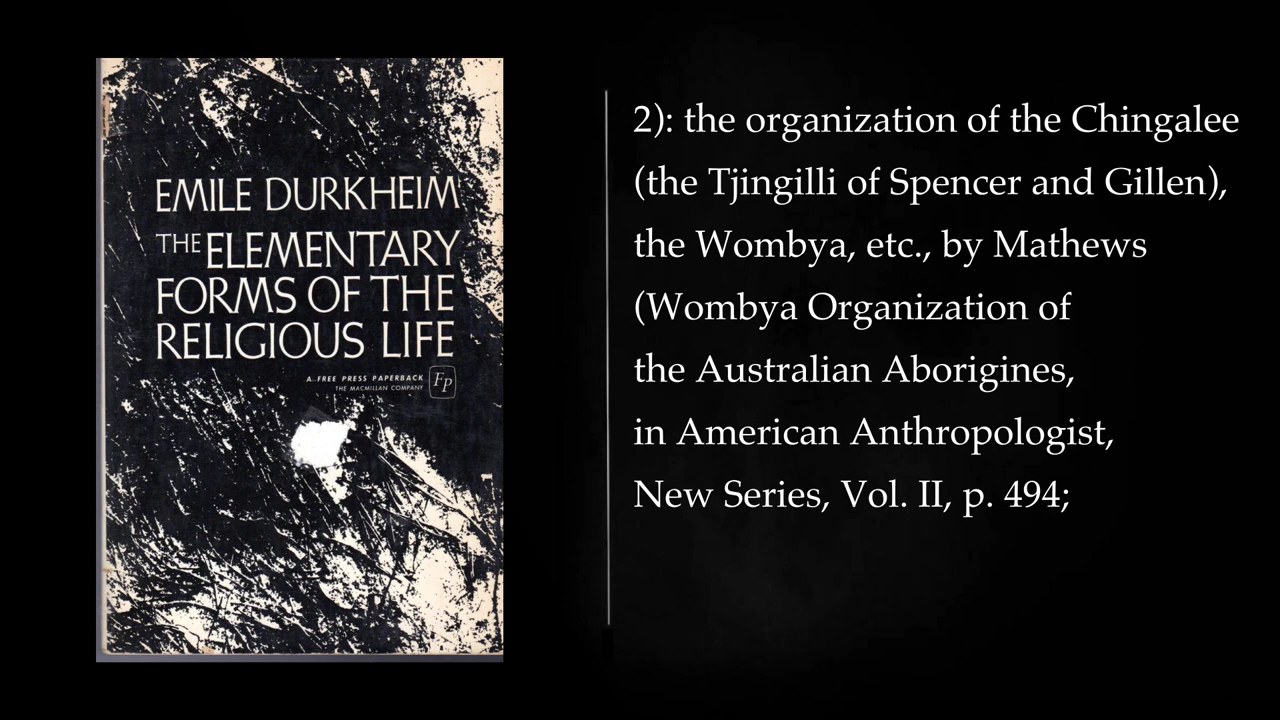 EMILE DURKHEIM
THE ELEMENTARY
FORMS OF THE
RELIGIOUS LIFE
A FREE PRESS PAPERBACK
THE MACMILLAN COMPANY
FP
2): the organization of the Chingalee
(the Tjingilli of Spencer and Gillen),
the Wombya, etc., by Mathews
(Wombya Organization of
the Australian Aborigines,
in American Anthropologist,
New Series, Vol. II, p. 494;